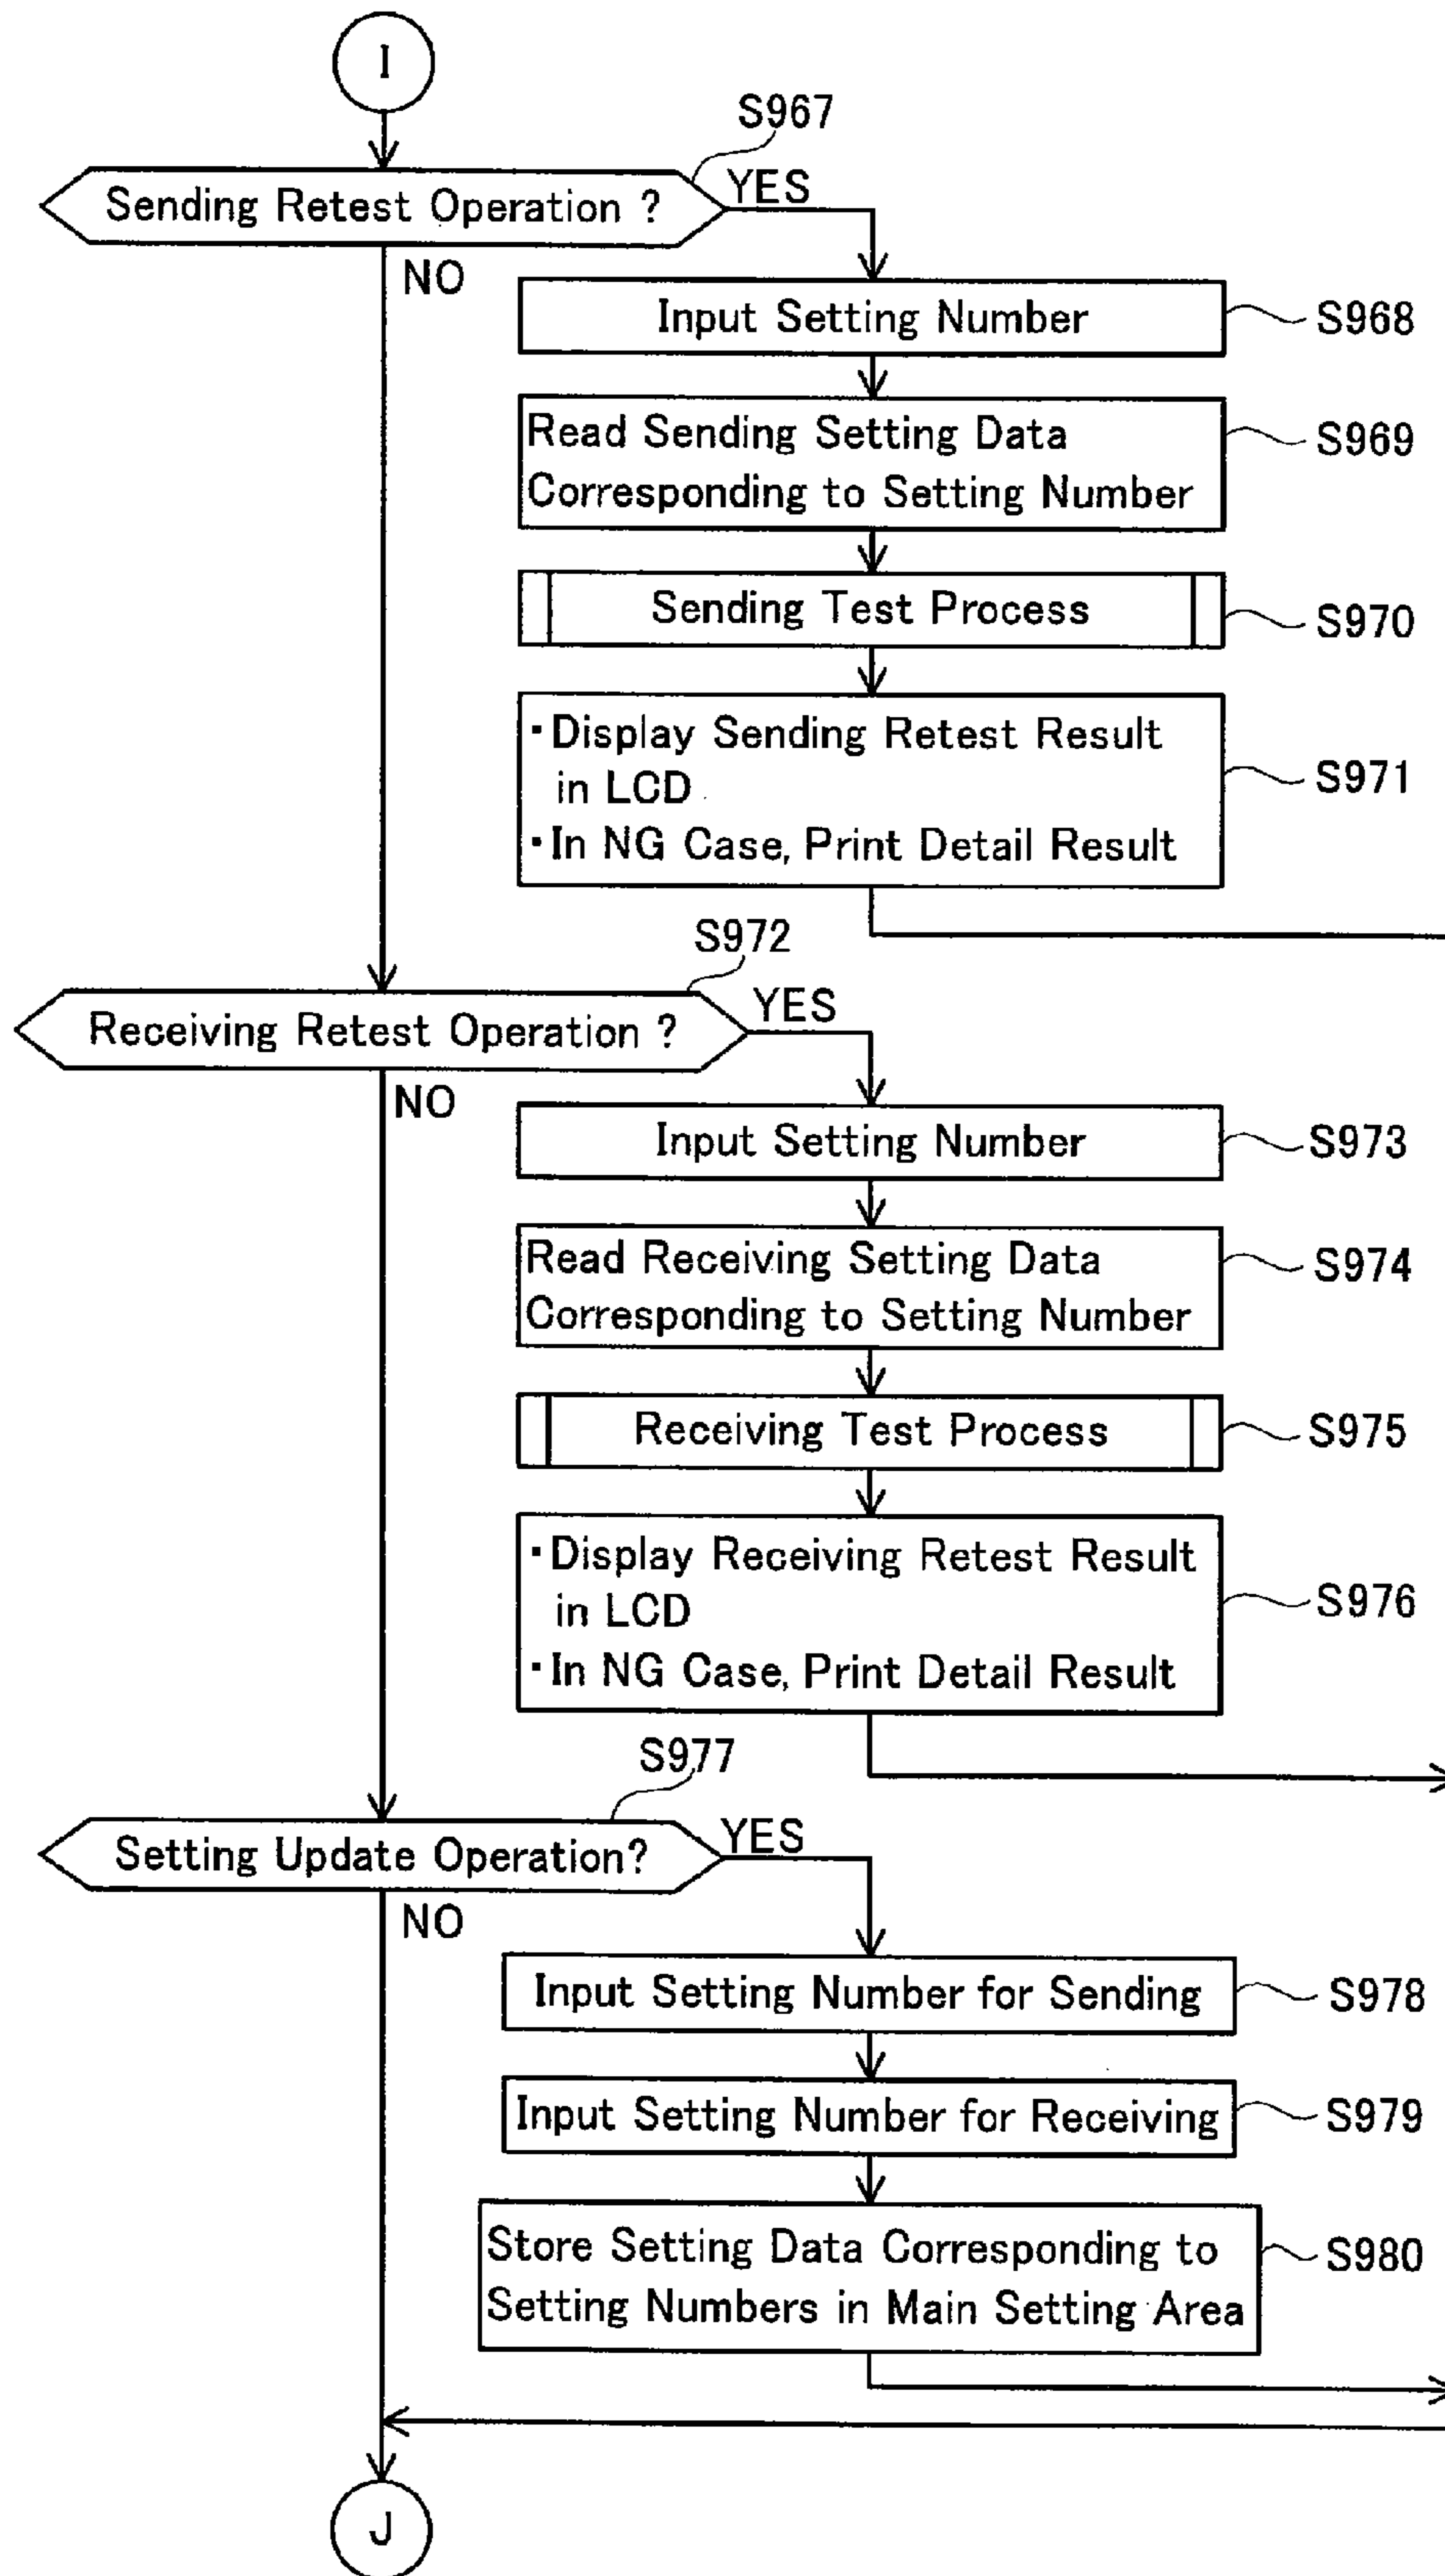 I
S967
Sending Retest Operation ?
YES
NO
Input Setting Number
S968
Read Sending Setting Data
Corresponding to Setting Number
S969
Sending Test Process
S970
・Display Sending Retest Result
in LCD
・In NG Case, Print Detail Result
S971
S972
Receiving Retest Operation ?
YES
NO
Input Setting Number
S973
Read Receiving Setting Data
Corresponding to Setting Number
S974
Receiving Test Process
S975
・Display Receiving Retest Result
in LCD
・In NG Case, Print Detail Result
S976
S977
Setting Update Operation?
YES
NO
Input Setting Number for Sending
S978
Input Setting Number for Receiving
S979
Store Setting Data Corresponding to
Setting Numbers in Main Setting Area
S980
J